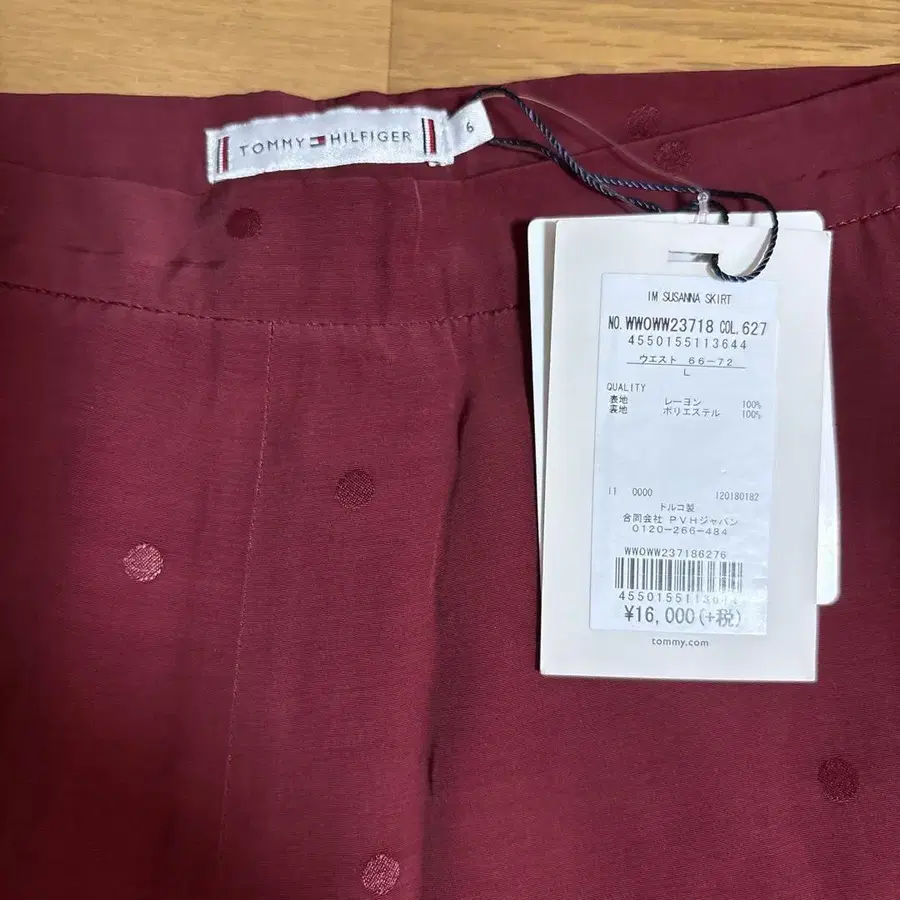 TOMMY HILFIGER
6
IM SUSANNA SKIRT
NO. WWOWW23718 COL. 627
4550155113644
ウエスト 66-72
L
QUALITY
表地 レーヨン 100%
裏地 ポリエステル 100%
I1 0000 I20180182
トルコ製
合同会社 PVHジャパン
0120-266-484
WWOWW237186276
4550155113644
¥16,000(+税)
tommy.com